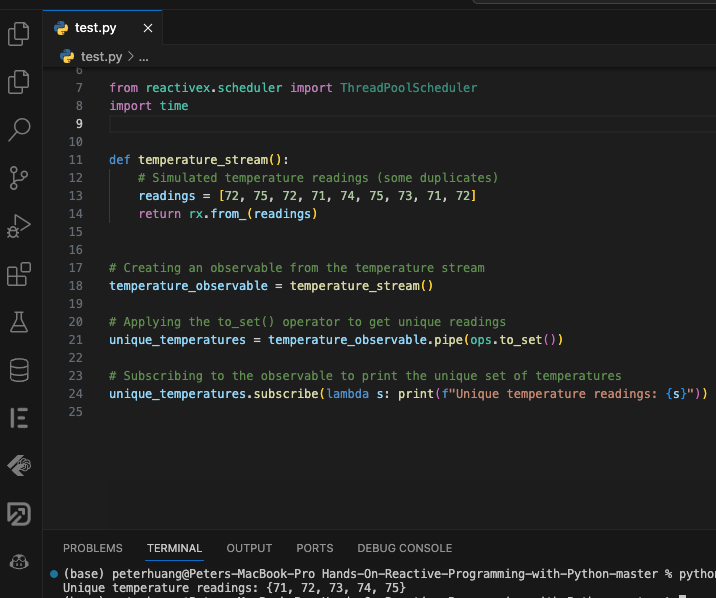 test.py
test.py > ...
6
7 from reactivex.scheduler import ThreadPoolScheduler
8 import time
9
10
11 def temperature_stream():
12 # Simulated temperature readings (some duplicates)
13 readings = [72, 75, 72, 71, 74, 75, 73, 71, 72]
14 return rx.from_(readings)
15
16
17 # Creating an observable from the temperature stream
18 temperature_observable = temperature_stream()
19
20 # Applying the to_set() operator to get unique readings
21 unique_temperatures = temperature_observable.pipe(ops.to_set())
22
23 # Subscribing to the observable to print the unique set of temperatures
24 unique_temperatures.subscribe(lambda s: print(f"Unique temperature readings: {s}"))
25
PROBLEMS TERMINAL OUTPUT PORTS DEBUG CONSOLE
(base) peterhuang@Peters-MacBook-Pro Hands-On-Reactive-Programming-with-Python-master % python
Unique temperature readings: {71, 72, 73, 74, 75}